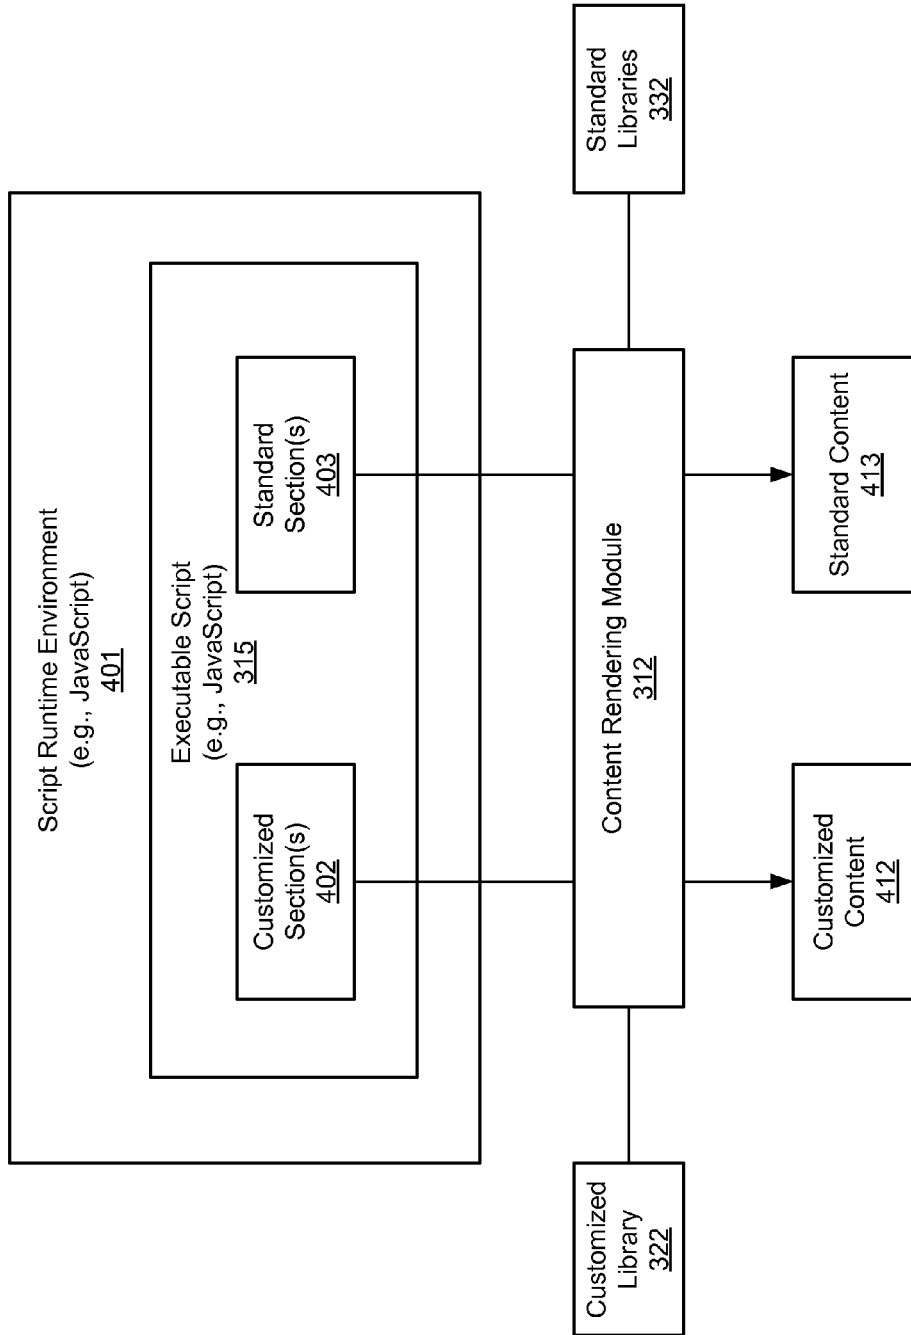 Script Runtime Environment
(e.g., JavaScript)
401
Executable Script
(e.g., JavaScript)
315
Customized
Section(s)
402
Standard
Section(s)
403
Customized
Library
322
Content Rendering Module
312
Standard
Libraries
332
Customized
Content
412
Standard Content
413